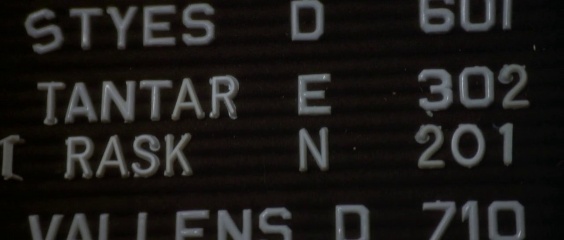 STYES D 601
TANTAR E 302
I RASK N 201
VALLENS D 710